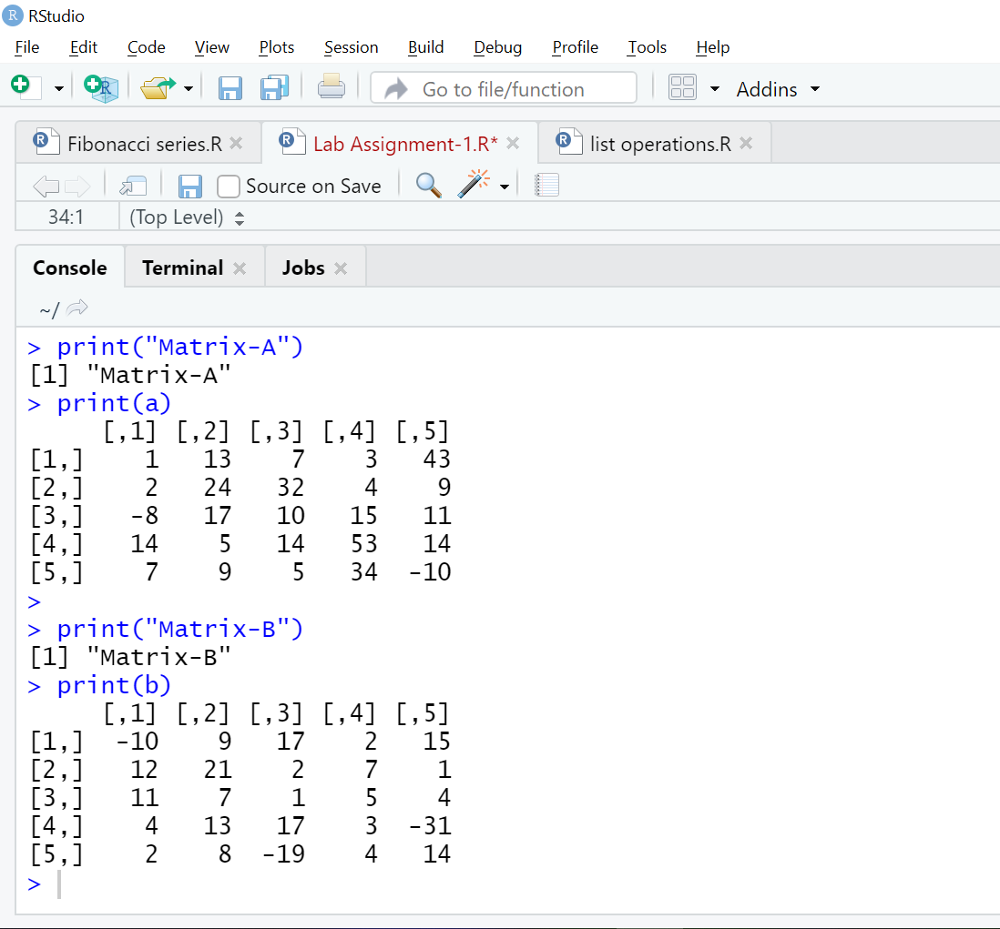 R RStudio
File Edit Code View Plots Session Build Debug Profile Tools Help
R Go to file/function Addins
R Fibonacci series.R R Lab Assignment-1.R* R list operations.R
Source on Save
34:1 (Top Level)
Console Terminal Jobs
~/
> print("Matrix-A")
[1] "Matrix-A"
> print(a)
     [,1] [,2] [,3] [,4] [,5]
[1,]    1   13    7    3   43
[2,]    2   24   32    4    9
[3,]   -8   17   10   15   11
[4,]   14    5   14   53   14
[5,]    7    9    5   34  -10
>
> print("Matrix-B")
[1] "Matrix-B"
> print(b)
     [,1] [,2] [,3] [,4] [,5]
[1,]  -10    9   17    2   15
[2,]   12   21    2    7    1
[3,]   11    7    1    5    4
[4,]    4   13   17    3  -31
[5,]    2    8  -19    4   14
>